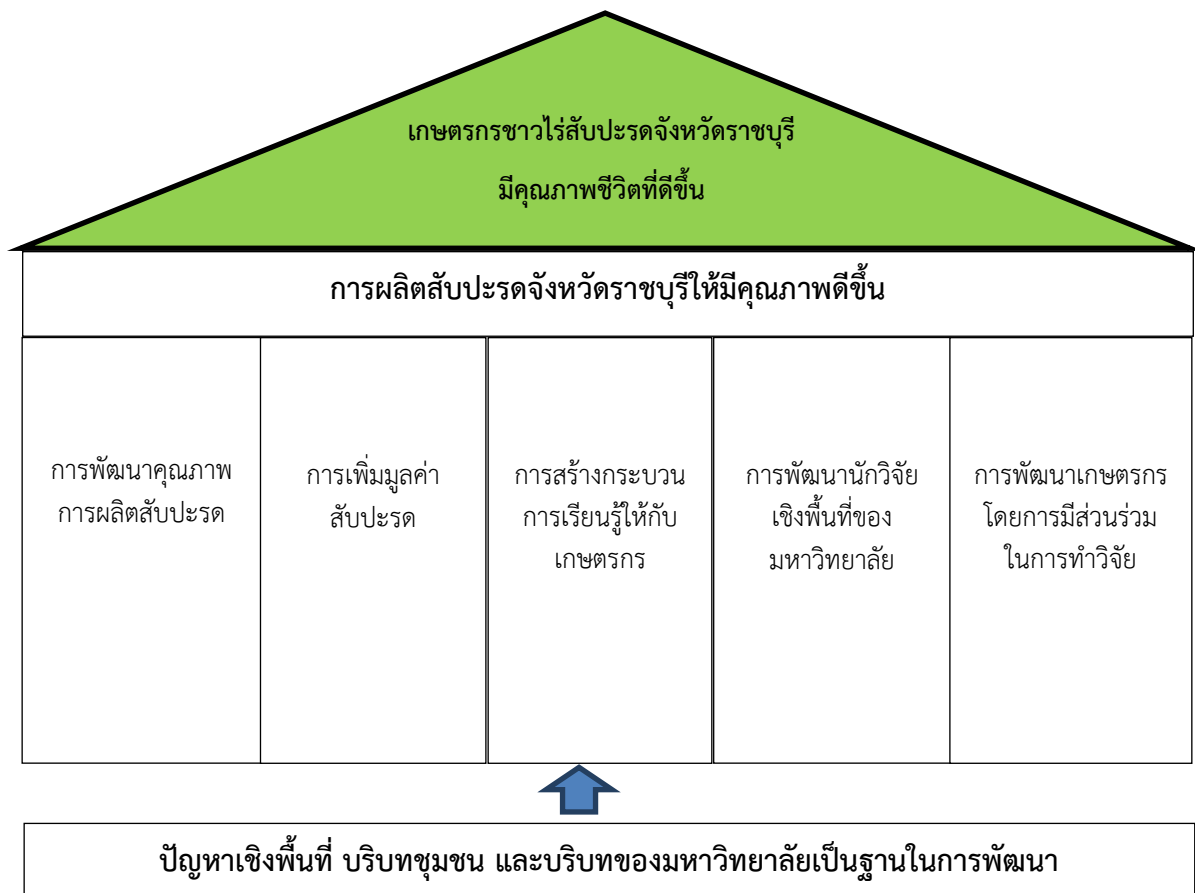 เกษตรกรชาวไร่สับปะรดจังหวัดราชบุรี
มีคุณภาพชีวิตที่ดีขึ้น
การผลิตสับปะรดจังหวัดราชบุรีให้มีคุณภาพดีขึ้น
การพัฒนาคุณภาพ
การผลิตสับปะรด
การเพิ่มมูลค่า
สับปะรด
การสร้างกระบวน
การเรียนรู้ให้กับ
เกษตรกร
การพัฒนานักวิจัย
เชิงพื้นที่ของ
มหาวิทยาลัย
การพัฒนาเกษตรกร
โดยการมีส่วนร่วม
ในการทำวิจัย
ปัญหาเชิงพื้นที่ บริบทชุมชน และบริบทของมหาวิทยาลัยเป็นฐานในการพัฒนา